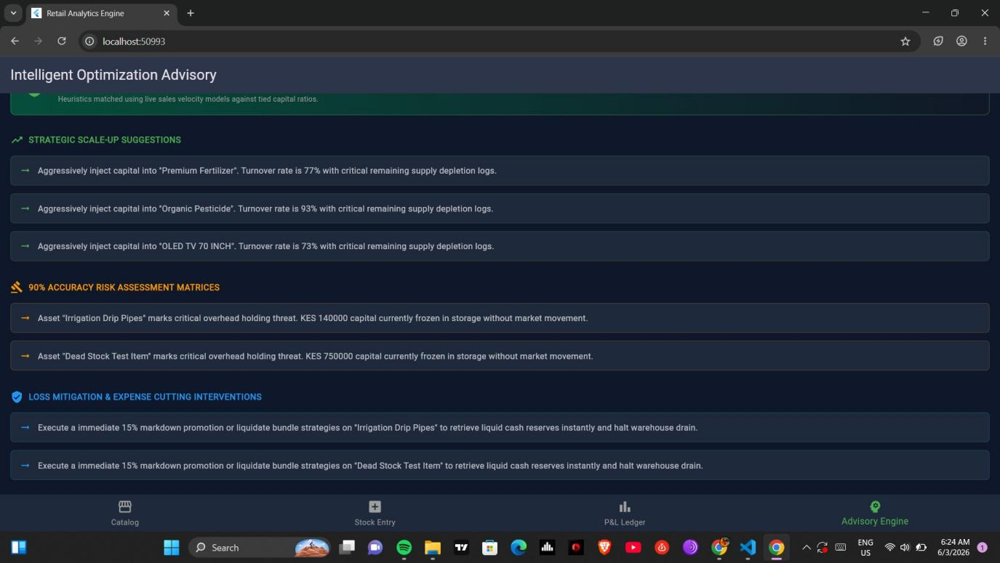 Retail Analytics Engine
localhost:50993
Intelligent Optimization Advisory
Heuristics matched using live sales velocity models against tied capital ratios.
STRATEGIC SCALE-UP SUGGESTIONS
→ Aggressively inject capital into "Premium Fertilizer". Turnover rate is 77% with critical remaining supply depletion logs.
→ Aggressively inject capital into "Organic Pesticide". Turnover rate is 93% with critical remaining supply depletion logs.
→ Aggressively inject capital into "OLED TV 70 INCH". Turnover rate is 73% with critical remaining supply depletion logs.
90% ACCURACY RISK ASSESSMENT MATRICES
→ Asset "Irrigation Drip Pipes" marks critical overhead holding threat. KES 140000 capital currently frozen in storage without market movement.
→ Asset "Dead Stock Test Item" marks critical overhead holding threat. KES 750000 capital currently frozen in storage without market movement.
LOSS MITIGATION & EXPENSE CUTTING INTERVENTIONS
→ Execute a immediate 15% markdown promotion or liquidate bundle strategies on "Irrigation Drip Pipes" to retrieve liquid cash reserves instantly and halt warehouse drain.
→ Execute a immediate 15% markdown promotion or liquidate bundle strategies on "Dead Stock Test Item" to retrieve liquid cash reserves instantly and halt warehouse drain.
Catalog
Stock Entry
P&L Ledger
Advisory Engine
Search
ENG
US
6:24 AM
6/3/2026
1